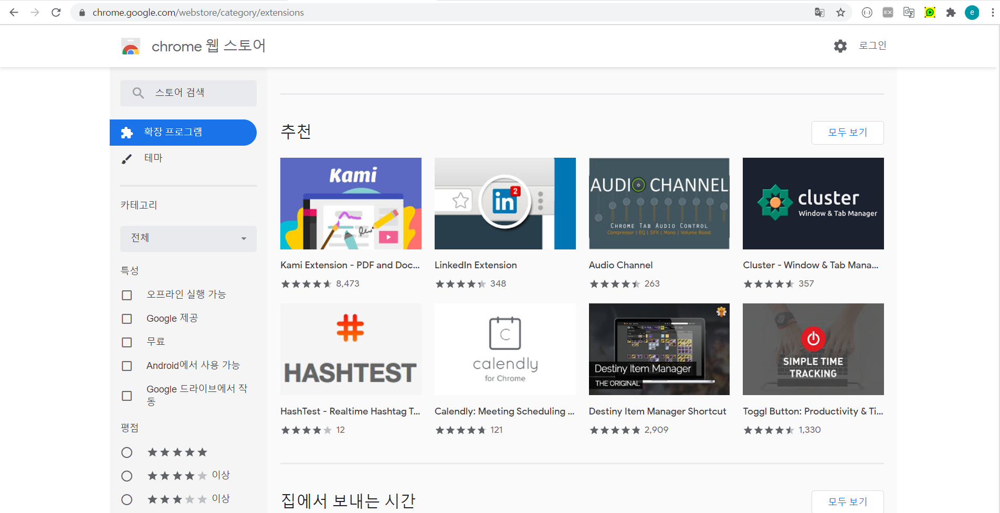 chrome.google.com/webstore/category/extensions
EX
e
chrome 웹 스토어
로그인
스토어 검색
확장 프로그램
테마
카테고리
전체
특성
오프라인 실행 가능
Google 제공
무료
Android에서 사용 가능
Google 드라이브에서 작
동
평점
이상
이상
추천
모두 보기
Kami
Kami Extension - PDF and Doc...
8,473
in
2
LinkedIn Extension
348
AUDIO CHANNEL
CHROME TAB AUDIO CONTROL
Compressor | EQ | SFX | Mono | Volume Boost
Audio Channel
263
cluster
Window & Tab Manager
Cluster - Window & Tab Mana...
357
#
HASHTEST
HashTest - Realtime Hashtag T...
12
C
calendly
for Chrome
Calendly: Meeting Scheduling ...
121
Destiny Item Manager
THE ORIGINAL
Destiny Item Manager Shortcut
2,909
SIMPLE TIME
TRACKING
Toggl Button: Productivity & Ti...
1,330
집에서 보내는 시간
모두 보기